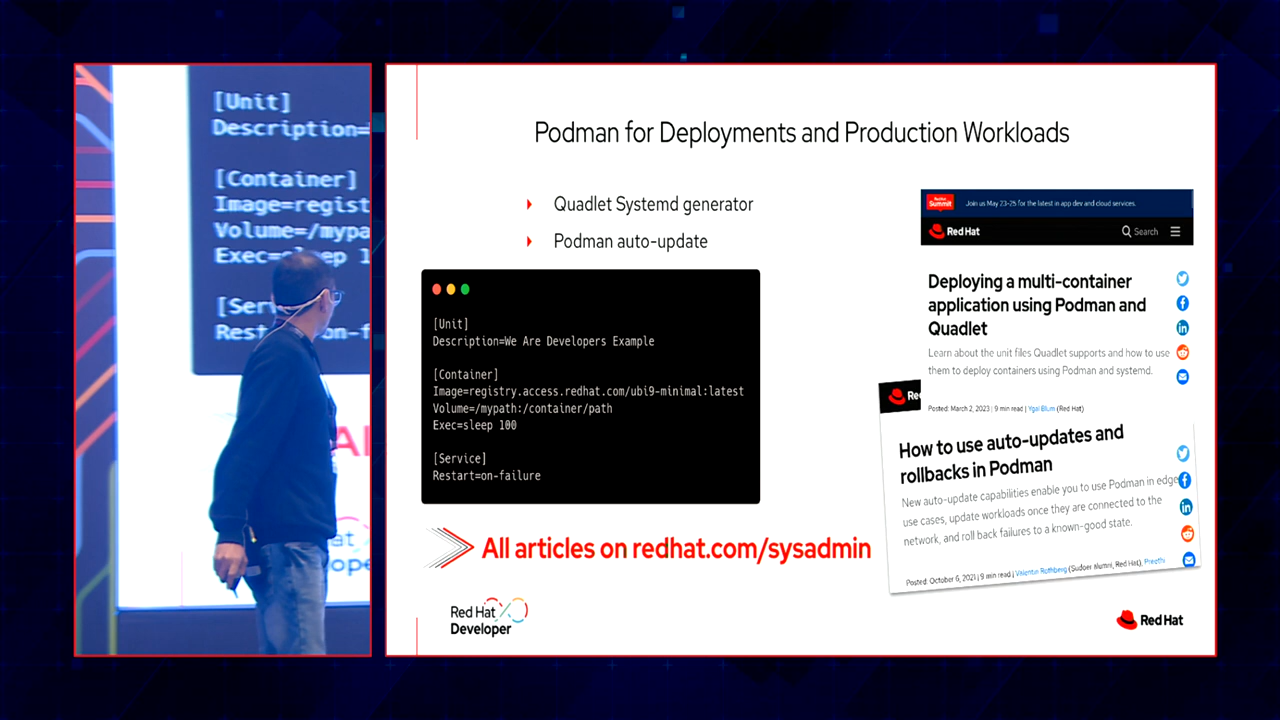 [Unit]
Description=
[Container]
Image=regist
Volume=/mypa
Exec=sleep 1
[Ser
Rest on-f
Podman for Deployments and Production Workloads
Quadlet Systemd generator
Podman auto-update
[Unit]
Description=We Are Developers Example
[Container]
Image=registry.access.redhat.com/ubi9-minimal:latest
Volume=/mypath:/container/path
Exec=sleep 100
[Service]
Restart=on-failure
All articles on redhat.com/sysadmin
Red Hat
Developer
Red Hat
Summit
Join us May 23-25 for the latest in app dev and cloud services.
Red Hat
Search
Deploying a multi-container
application using Podman and
Quadlet
Learn about the unit files Quadlet supports and how to use
them to deploy containers using Podman and systemd.
Posted: March 2, 2023 | 9 min read | Ygal Blum (Red Hat)
Re
How to use auto-updates and
rollbacks in Podman
New auto-update capabilities enable you to use Podman in edge
use cases, update workloads once they are connected to the
network, and roll back failures to a known-good state.
Posted: October 6, 2021 | 9 min read | Valentin Rothberg (Sudoer alumni, Red Hat), Preethi
Red Hat